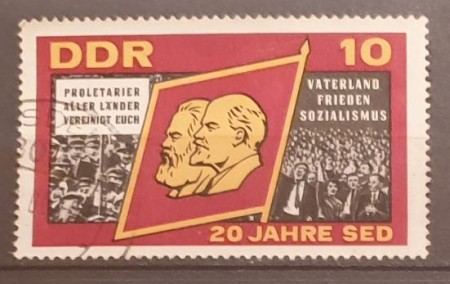 DDR 10
PROLETARIER
ALLER LÄNDER
VEREINIGT EUCH
VATERLAND
FRIEDEN
SOZIALISMUS
20 JAHRE SED